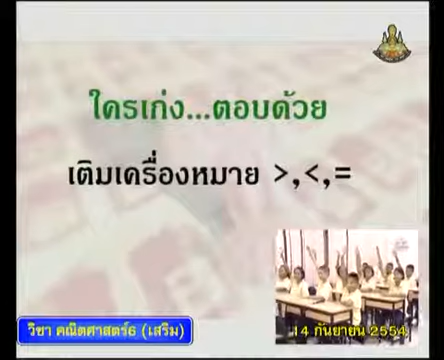 ใครเก่ง...ตอบด้วย
เติมเครื่องหมาย >,<,=
วิชา คณิตศาสตร์6 (เสริม)
14 กันยายน 2554